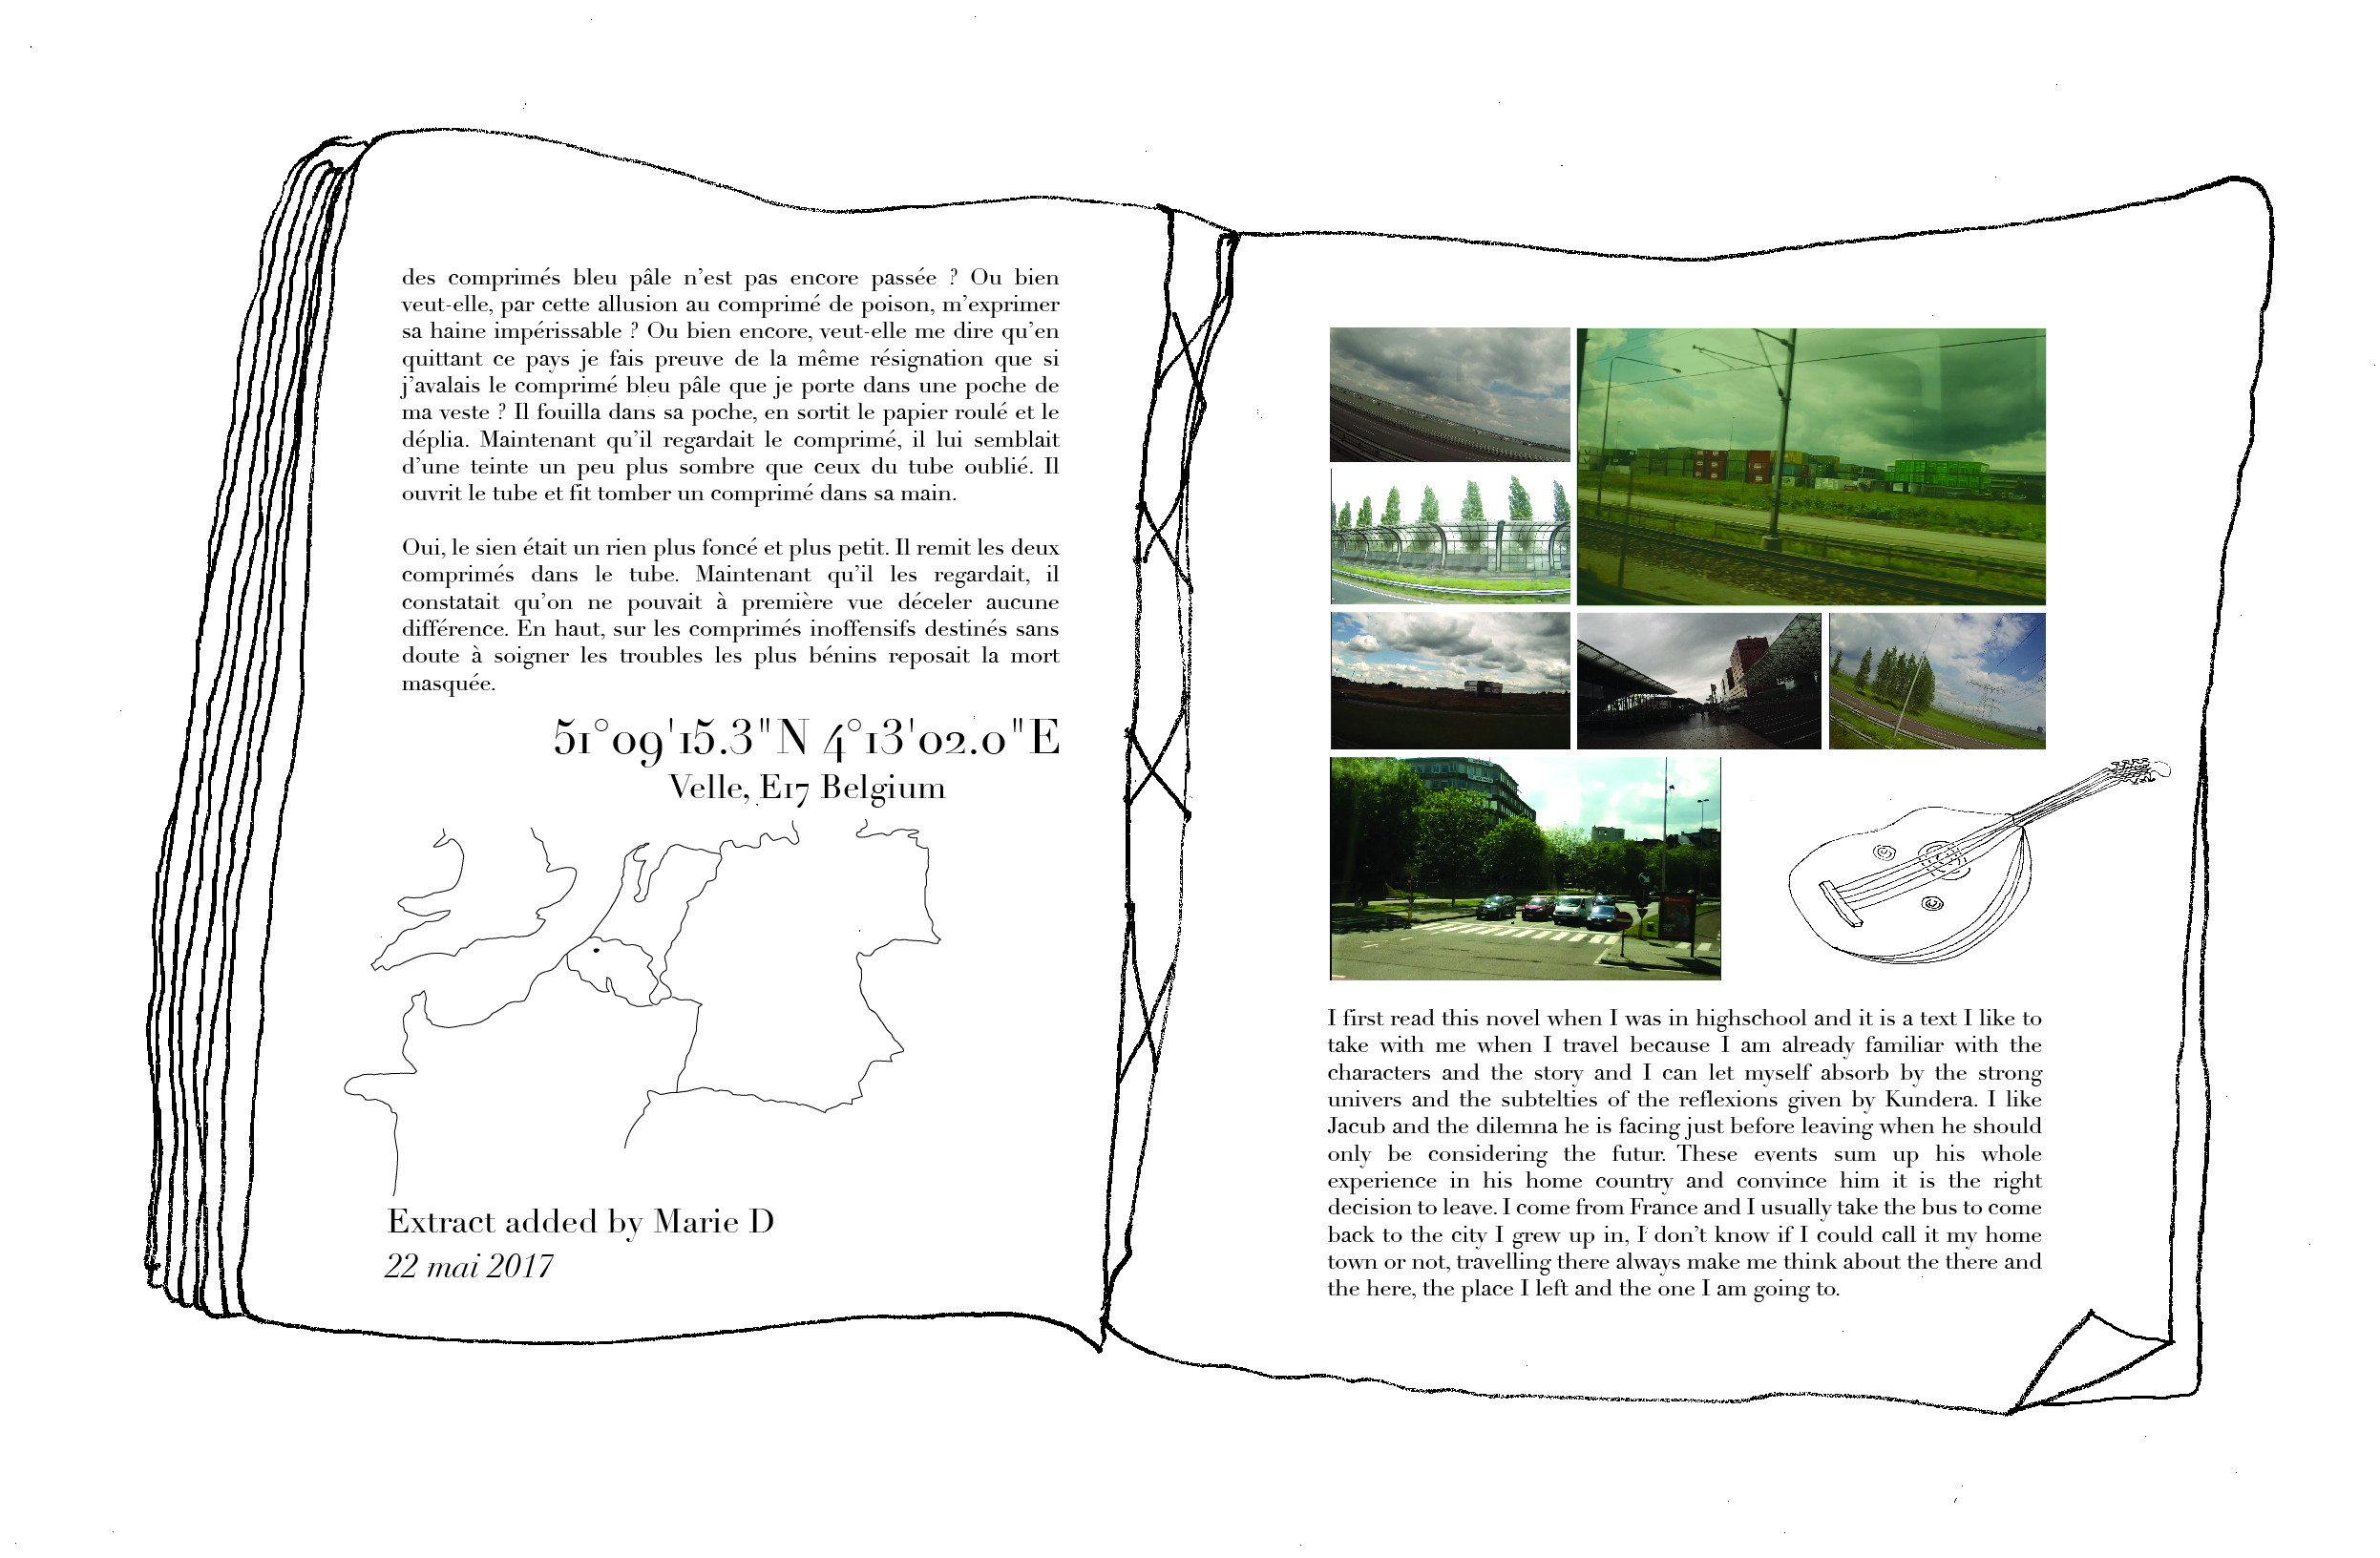 des comprimés bleu pâle n’est pas encore passée ? Ou bien
veut-elle, par cette allusion au comprimé de poison, m’exprimer
sa haine impérissable ? Ou bien encore, veut-elle me dire qu’en
quittant ce pays je fais preuve de la même résignation que si
j’avalais le comprimé bleu pâle que je porte dans une poche de
ma veste ? Il fouilla dans sa poche, en sortit le papier roulé et le
déplia. Maintenant qu’il regardait le comprimé, il lui semblait
d’une teinte un peu plus sombre que ceux du tube oublié. Il
ouvrit le tube et fit tomber un comprimé dans sa main.
Oui, le sien était un rien plus foncé et plus petit. Il remit les deux
comprimés dans le tube. Maintenant qu’il les regardait, il
constatait qu’on ne pouvait à première vue déceler aucune
différence. En haut, sur les comprimés inoffensifs destinés sans
doute à soigner les troubles les plus bénins reposait la mort
masquée.
51°09'15.3"N 4°13'02.0"E
Velle, E17 Belgium
Extract added by Marie D
22 mai 2017
I first read this novel when I was in highschool and it is a text I like to
take with me when I travel because I am already familiar with the
characters and the story and I can let myself absorb by the strong
univers and the subtelties of the reflexions given by Kundera. I like
Jacub and the dilemna he is facing just before leaving when he should
only be considering the futur. These events sum up his whole
experience in his home country and convince him it is the right
decision to leave. I come from France and I usually take the bus to come
back to the city I grew up in, I don’t know if I could call it my home
town or not, travelling there always make me think about the there and
the here, the place I left and the one I am going to.